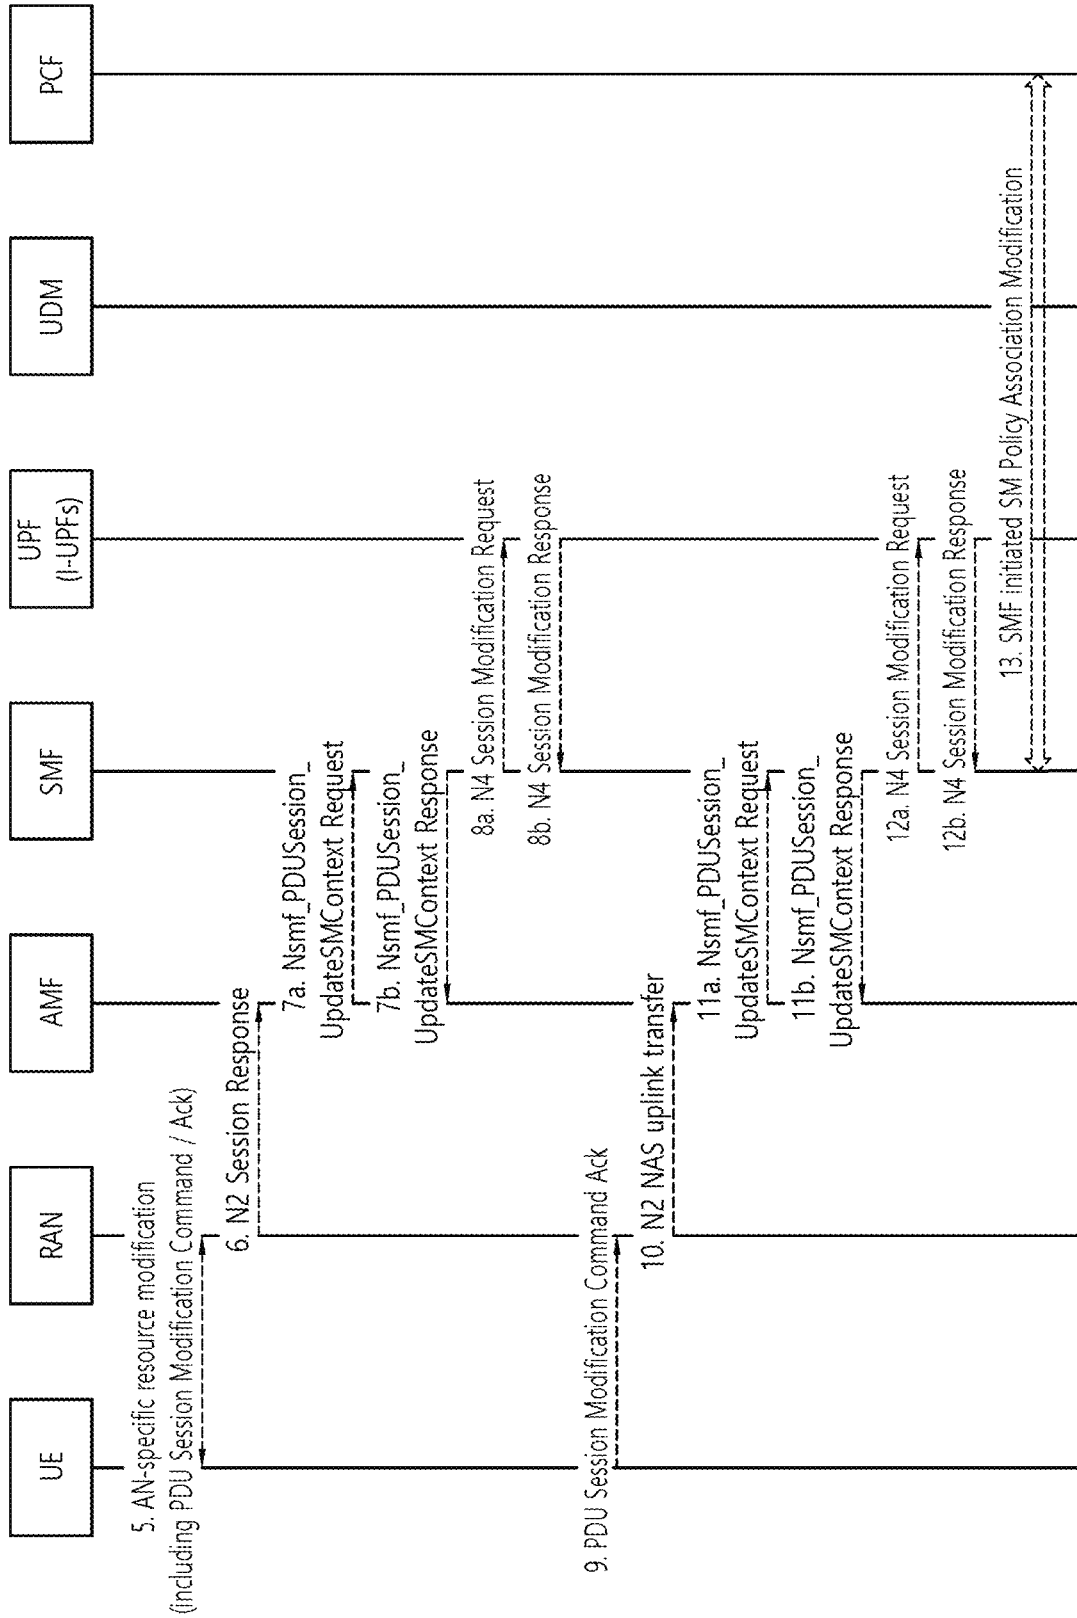 UE
RAN
AMF
SMF
UPF
(I-UPFs)
UDM
PCF
5. AN-specific resource modification
(including PDU Session Modification Command / Ack)
6. N2 Session Response
7a. Nsmf_PDUSession_
UpdateSMContext Request
7b. Nsmf_PDUSession_
UpdateSMContext Response
8a. N4 Session Modification Request
8b. N4 Session Modification Response
9. PDU Session Modification Command Ack
10. N2 NAS uplink transfer
11a. Nsmf_PDUSession_
UpdateSMContext Request
11b. Nsmf_PDUSession_
UpdateSMContext Response
12a. N4 Session Modification Request
12b. N4 Session Modification Response
13. SMF initiated SM Policy Association Modification